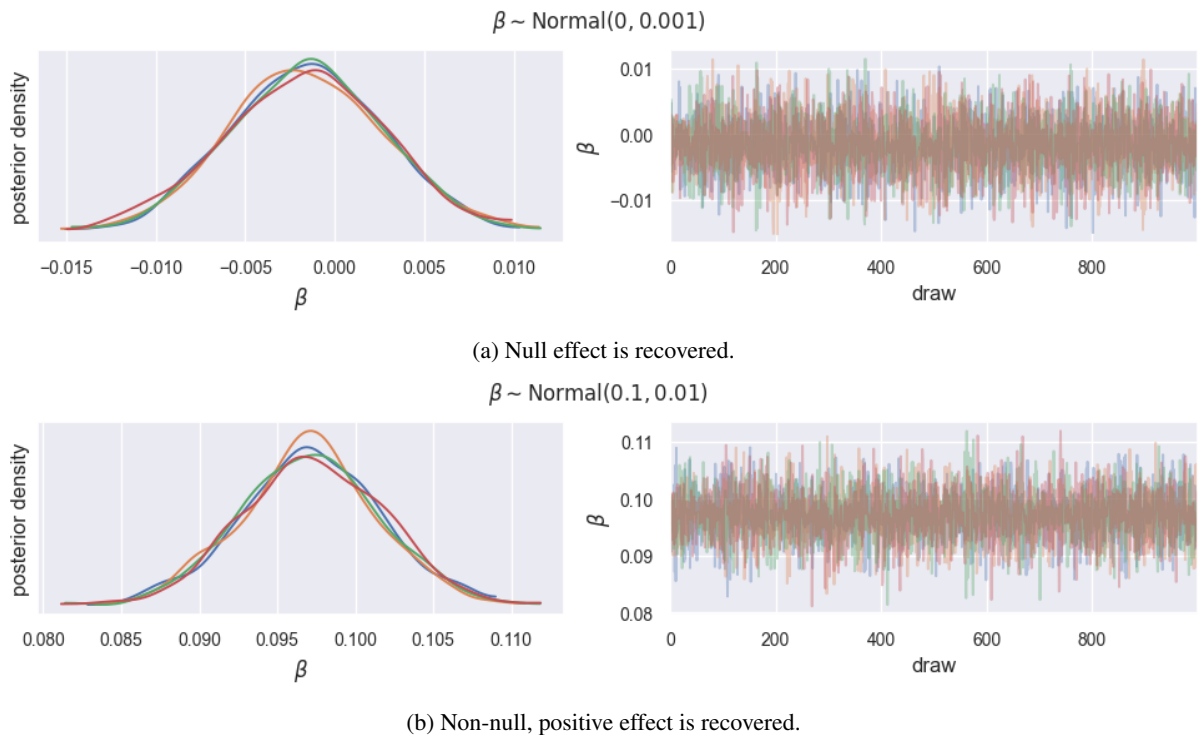 β ~ Normal(0, 0.001)
posterior density
−0.015 −0.010 −0.005 0.000 0.005 0.010
β
β
0.01
0.00
−0.01
0 200 400 600 800
draw
(a) Null effect is recovered.
β ~ Normal(0.1, 0.01)
posterior density
0.080 0.085 0.090 0.095 0.100 0.105 0.110
β
β
0.11
0.10
0.09
0.08
0 200 400 600 800
draw
(b) Non-null, positive effect is recovered.